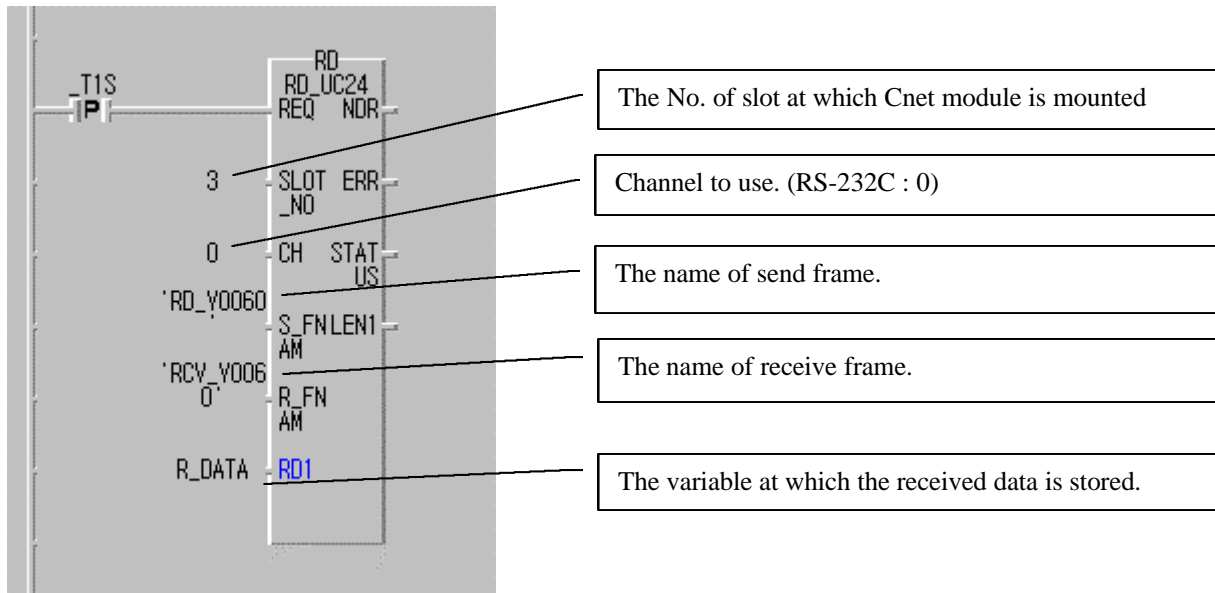 RD
_T1S
RD_UC24
P
REQ NDR
The No. of slot at which Cnet module is mounted
3
SLOT ERR
_NO
Channel to use. (RS-232C : 0)
0
CH STAT
US
The name of send frame.
'RD_Y0060
'
S_FN LEN1
AM
The name of receive frame.
'RCV_Y006
0'
R_FN
AM
R_DATA
RD1
The variable at which the received data is stored.